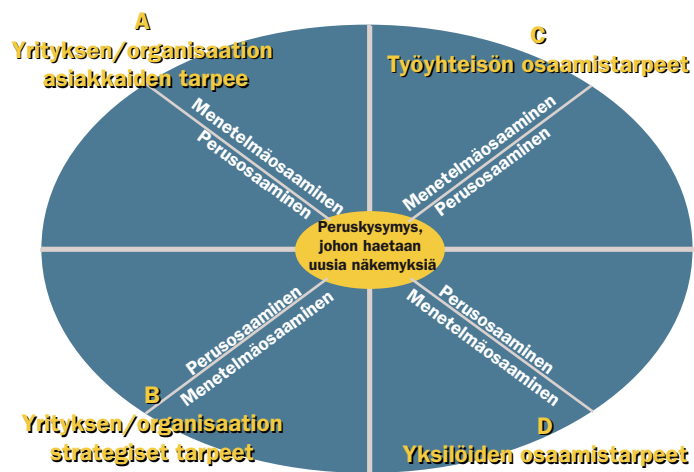 A
Yrityksen/organisaation
asiakkaiden tarpee
C
Työyhteisön osaamistarpeet
Menetelmäosaaminen
Perusosaaminen
Menetelmäosaaminen
Perusosaaminen
Peruskysymys,
johon haetaan
uusia näkemyksiä
Perusosaaminen
Menetelmäosaaminen
Perusosaaminen
Menetelmäosaaminen
B
Yrityksen/organisaation
strategiset tarpeet
D
Yksilöiden osaamistarpeet